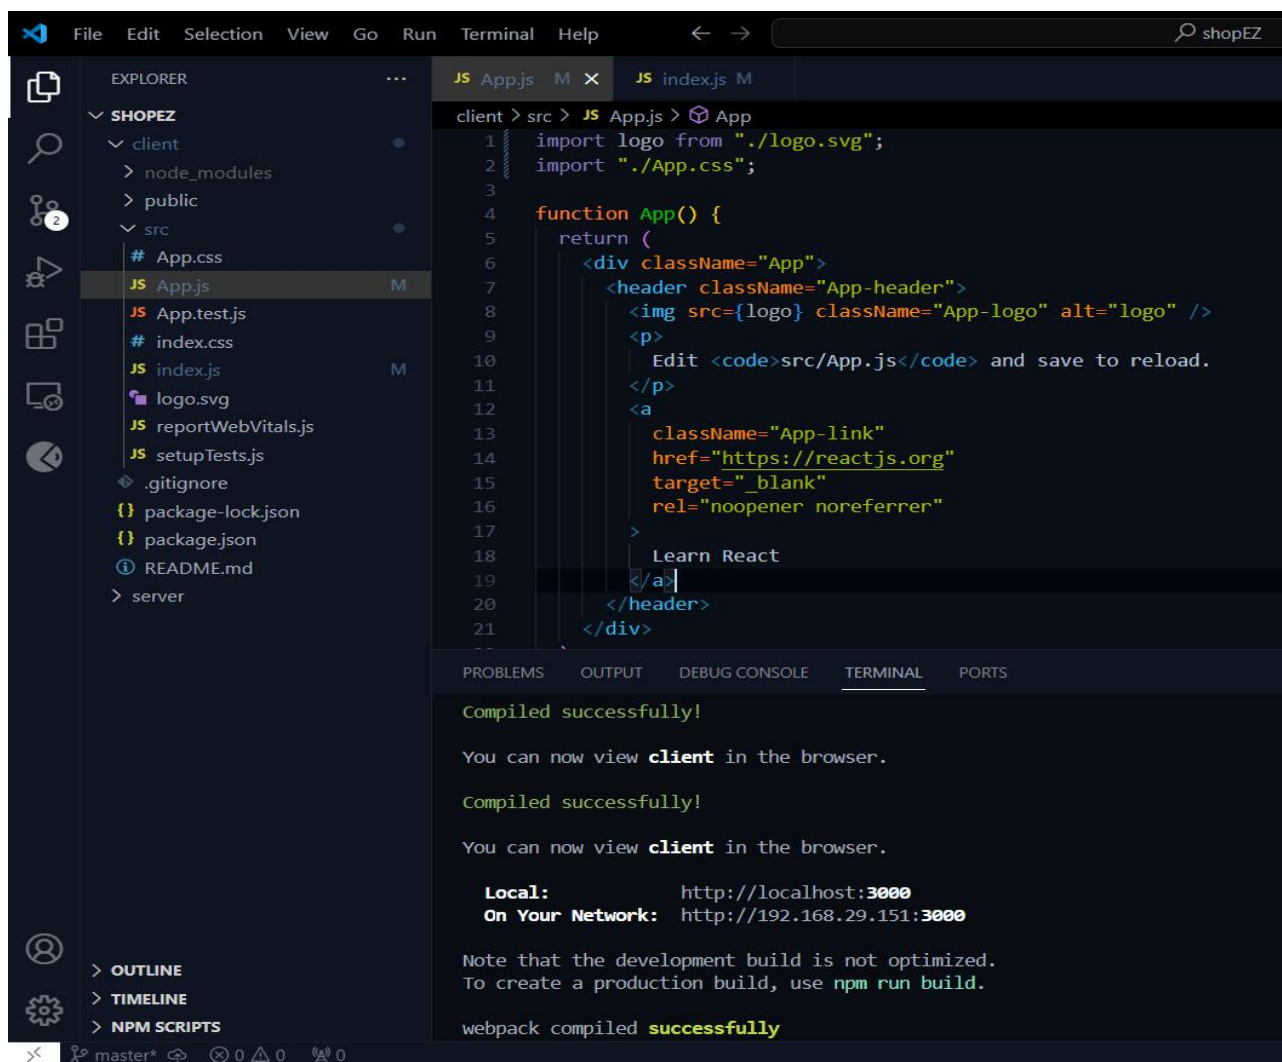 File Edit Selection View Go Run Terminal Help
shopEZ
EXPLORER
SHOPEZ
client
node_modules
public
src
# App.css
JS App.js M
JS App.test.js
# index.css
JS index.js M
logo.svg
JS reportWebVitals.js
JS setupTests.js
.gitignore
{} package-lock.json
{} package.json
README.md
server
OUTLINE
TIMELINE
NPM SCRIPTS
2
JS App.js M JS index.js M
client > src > JS App.js > App
1 import logo from "./logo.svg";
2 import "./App.css";
3
4 function App() {
5 return (
6 <div className="App">
7 <header className="App-header">
8 <img src={logo} className="App-logo" alt="logo" />
9 <p>
10 Edit <code>src/App.js</code> and save to reload.
11 </p>
12 <a
13 className="App-link"
14 href="https://reactjs.org"
15 target="_blank"
16 rel="noopener noreferrer"
17 >
18 Learn React
19 </a>
20 </header>
21 </div>
PROBLEMS OUTPUT DEBUG CONSOLE TERMINAL PORTS
Compiled successfully!
You can now view client in the browser.
Compiled successfully!
You can now view client in the browser.
Local: http://localhost:3000
On Your Network: http://192.168.29.151:3000
Note that the development build is not optimized.
To create a production build, use npm run build.
webpack compiled successfully
master* 0 0 0